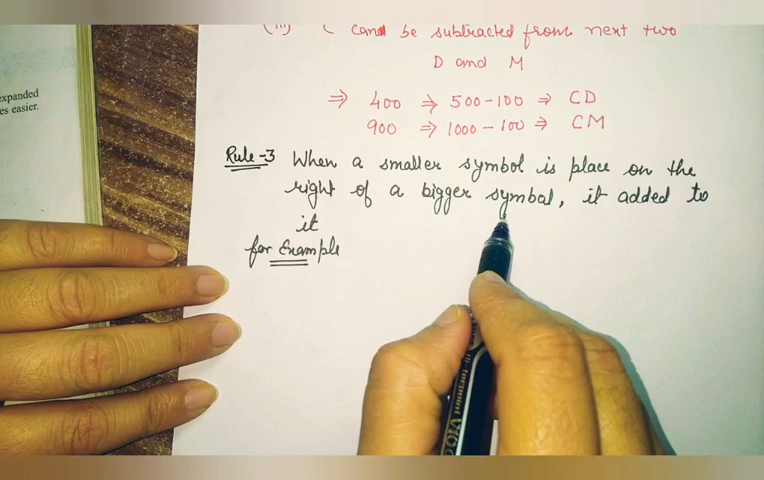 (iii) C can be subtracted from next two
D and M
expanded
es easier.
⇒ 400 ⇒ 500-100 ⇒ CD
900 ⇒ 1000-100 ⇒ CM
Rule-3 When a smaller symbol is place on the
right of a bigger symbal, it added to
it
for Example